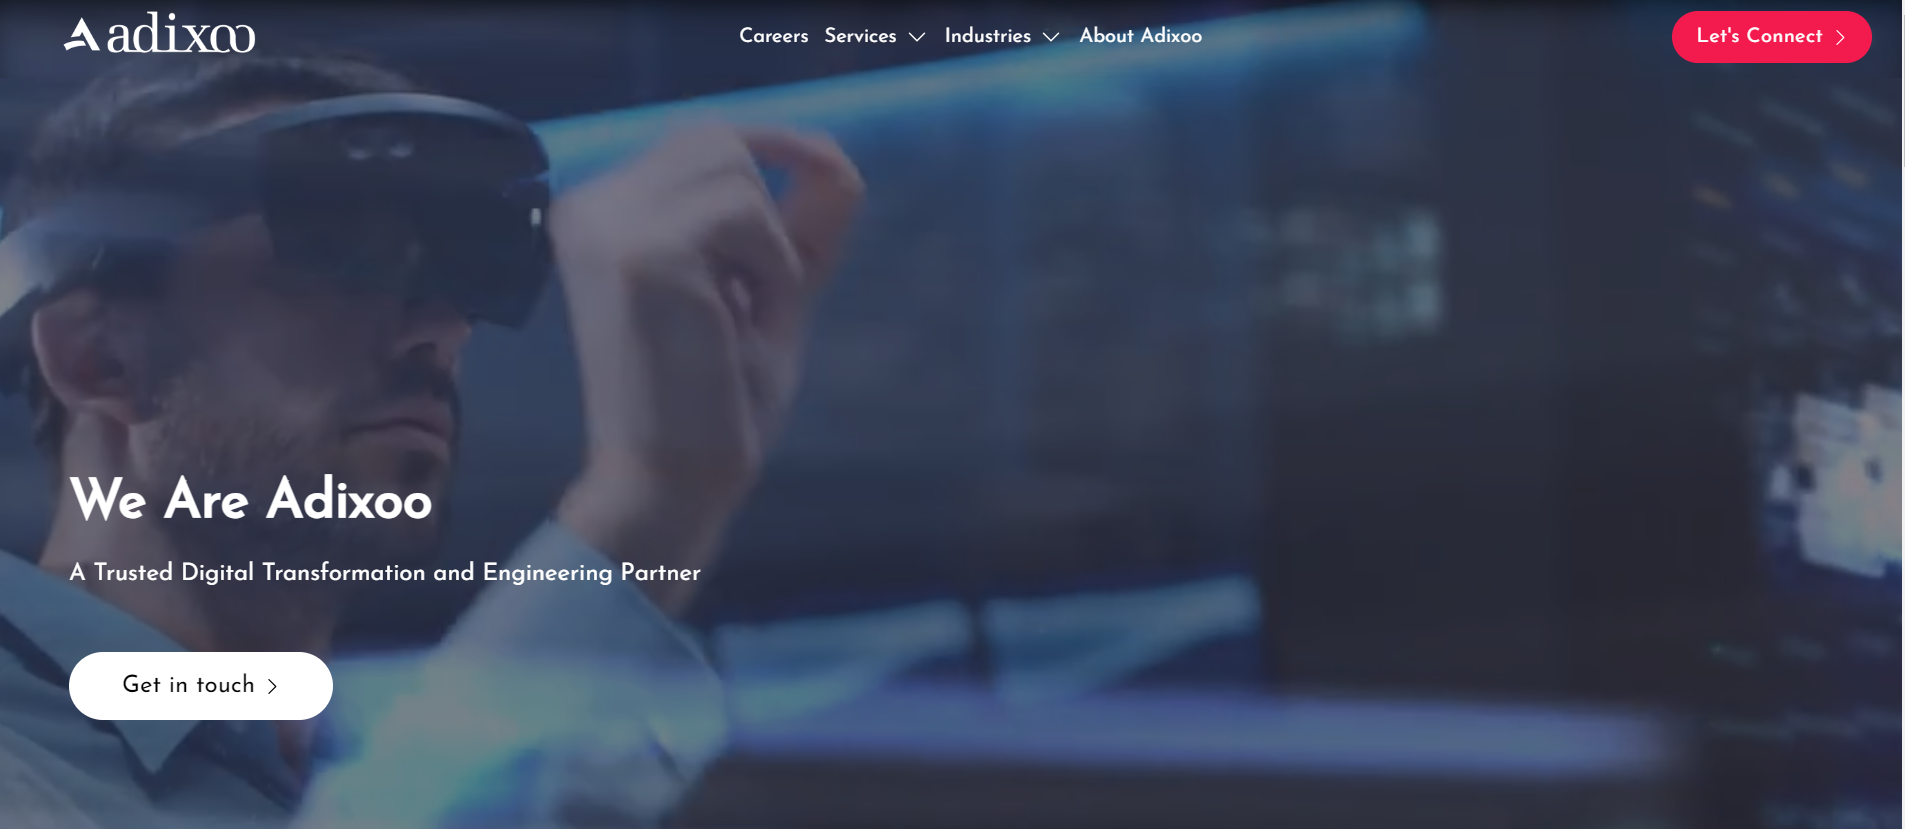 adixoo
Careers Services Industries About Adixoo
Let's Connect
We Are Adixoo
A Trusted Digital Transformation and Engineering Partner
Get in touch